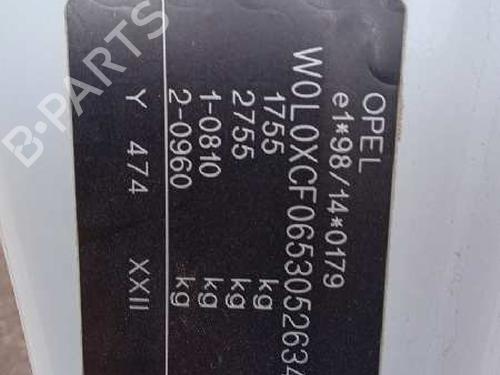 OPEL
e1*98/14*0179
W0L0XCF0653052634
1755 kg
2755 kg
1-0810 kg
2-0960 kg
Y 474 XXII
B-PARTS